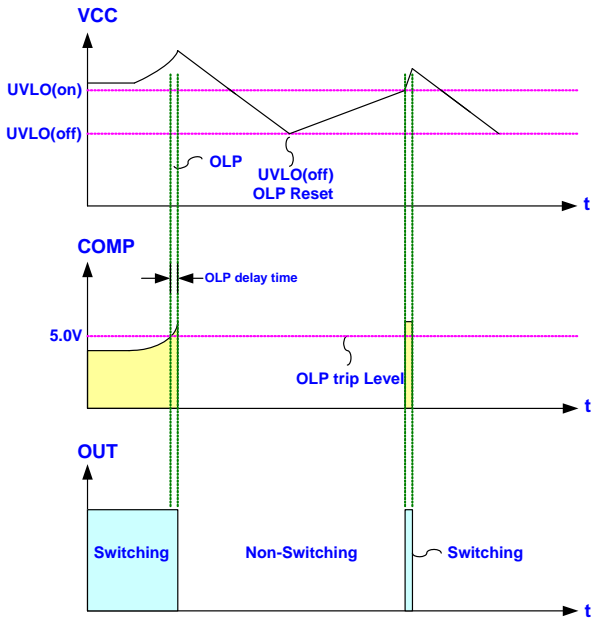 VCC
UVLO(on)
UVLO(off)
OLP
UVLO(off)
OLP Reset
t
COMP
OLP delay time
5.0V
OLP trip Level
t
OUT
Switching
Non-Switching
Switching
t